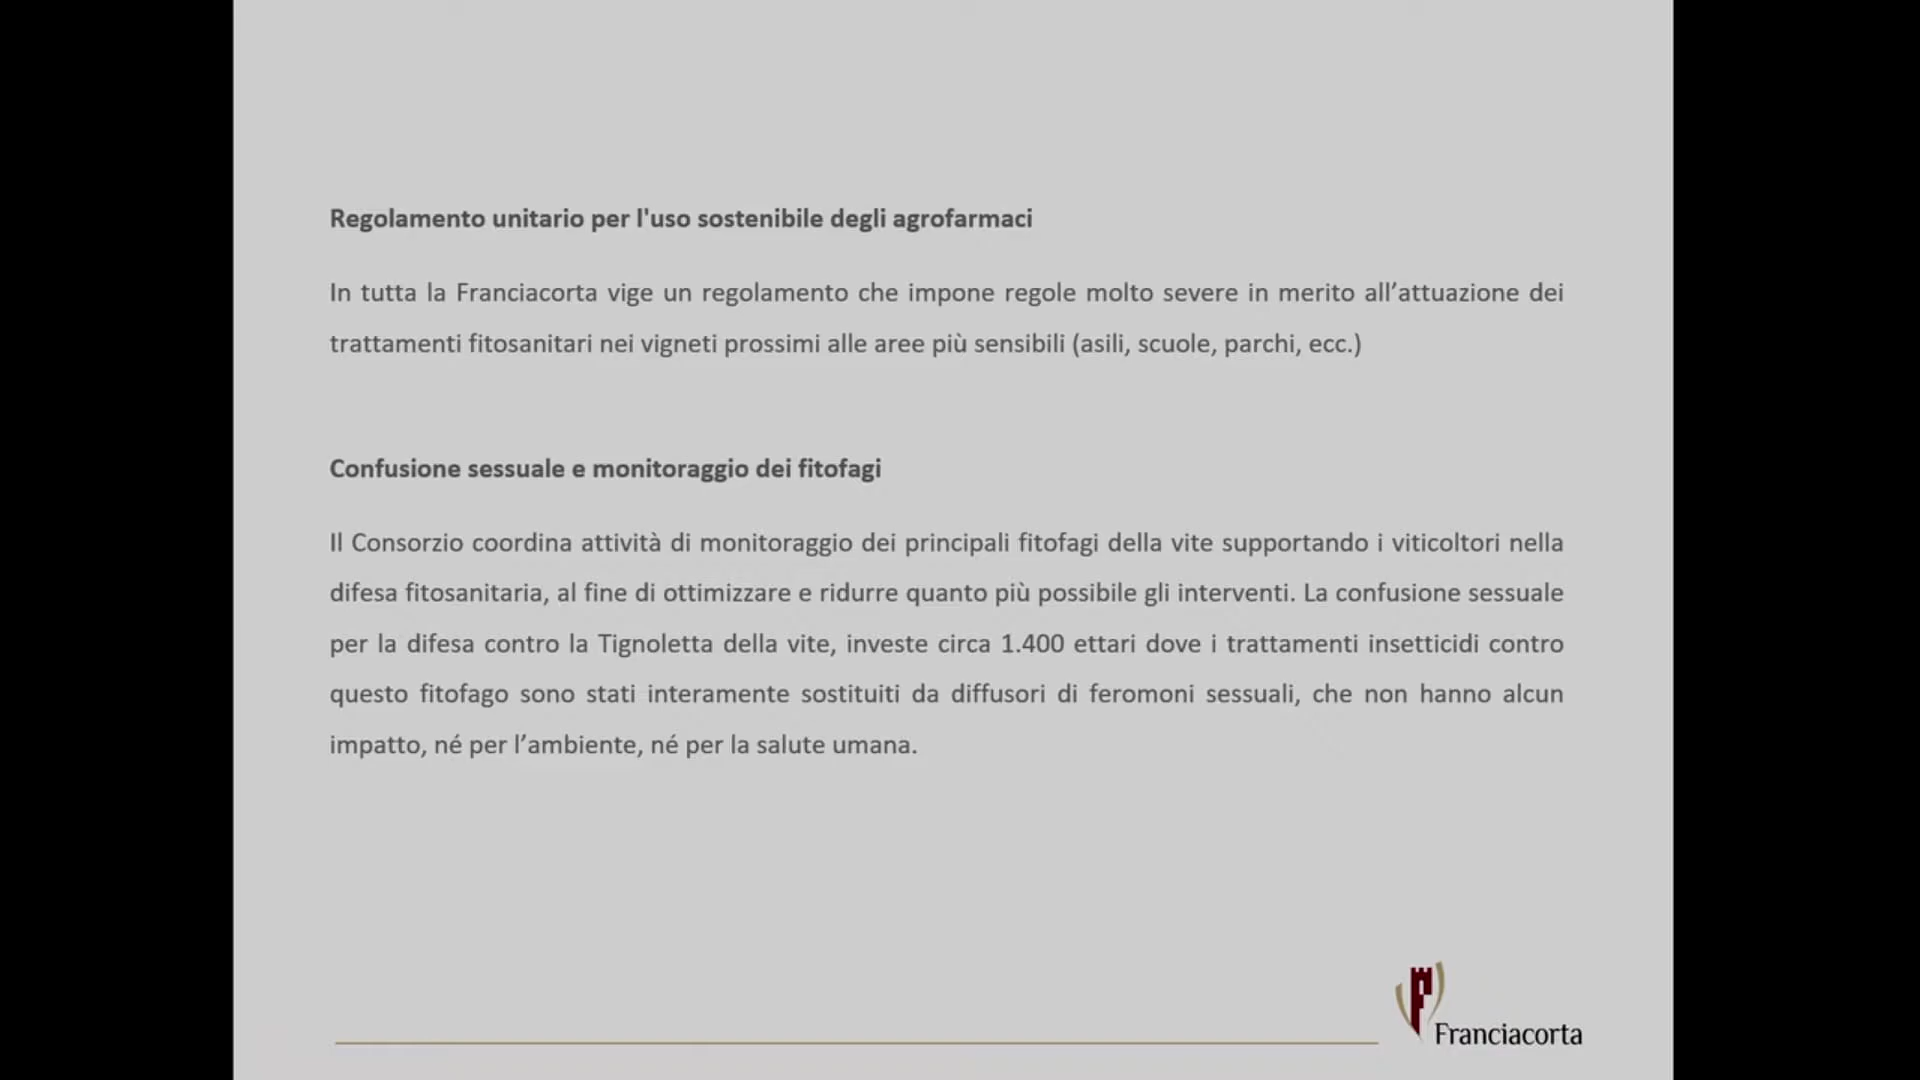 Regolamento unitario per l'uso sostenibile degli agrofarmaci
In tutta la Franciacorta vige un regolamento che impone regole molto severe in merito all’attuazione dei
trattamenti fitosanitari nei vigneti prossimi alle aree più sensibili (asili, scuole, parchi, ecc.)
Confusione sessuale e monitoraggio dei fitofagi
Il Consorzio coordina attività di monitoraggio dei principali fitofagi della vite supportando i viticoltori nella
difesa fitosanitaria, al fine di ottimizzare e ridurre quanto più possibile gli interventi. La confusione sessuale
per la difesa contro la Tignoletta della vite, investe circa 1.400 ettari dove i trattamenti insetticidi contro
questo fitofago sono stati interamente sostituiti da diffusori di feromoni sessuali, che non hanno alcun
impatto, né per l’ambiente, né per la salute umana.
Franciacorta